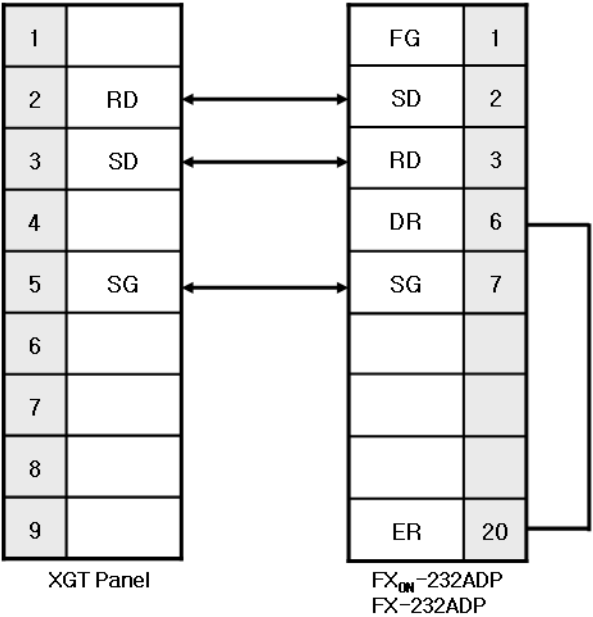 1 FG 1
2 RD SD 2
3 SD RD 3
4 DR 6
5 SG SG 7
6
7
8
9 ER 20
XGT Panel FX0N-232ADP
FX-232ADP